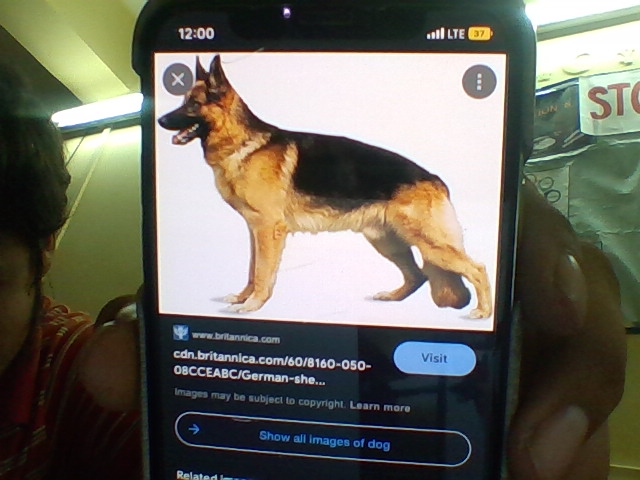 12:00
LTE 37
STO
www.britannica.com
cdn.britannica.com/60/8160-050-
08CCEABC/German-she...
Visit
Images may be subject to copyright. Learn more
Show all images of dog
Related